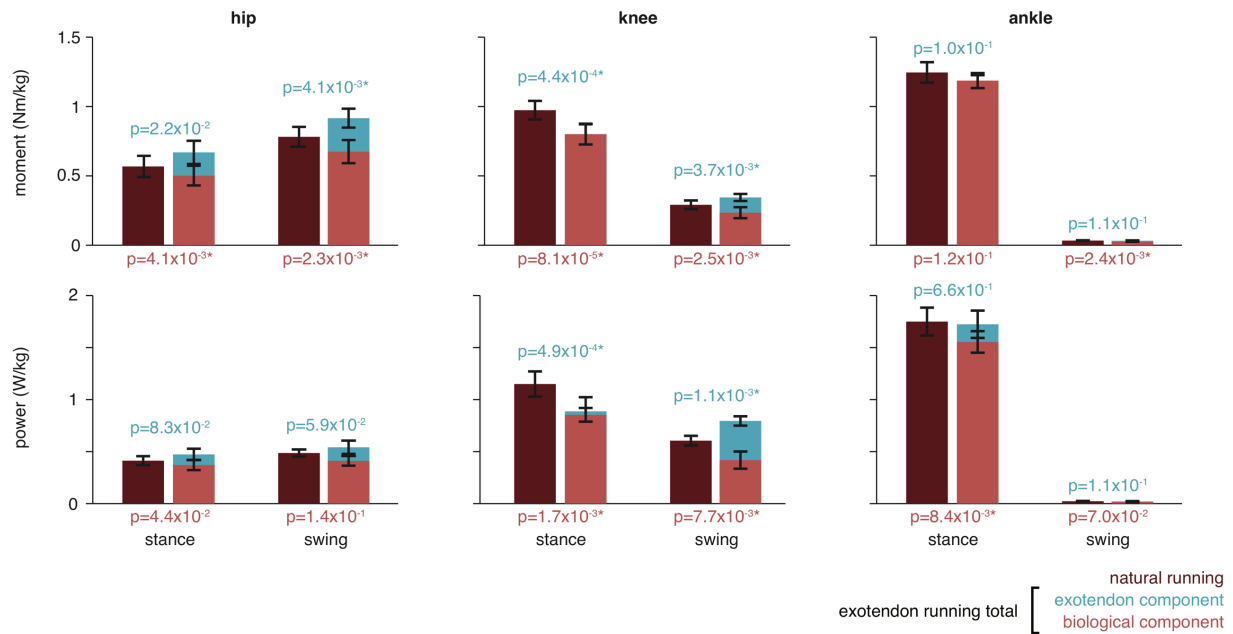 hip knee ankle
moment (Nm/kg)
1.5
1
0.5
0
p=2.2x10⁻²
p=4.1x10⁻³*
p=4.4x10⁻⁴*
p=3.7x10⁻³*
p=1.0x10⁻¹
p=1.1x10⁻¹
p=4.1x10⁻³* p=2.3x10⁻³* p=8.1x10⁻⁵* p=2.5x10⁻³* p=1.2x10⁻¹ p=2.4x10⁻³*
power (W/kg)
2
1
0
p=8.3x10⁻²
p=5.9x10⁻²
p=4.9x10⁻⁴*
p=1.1x10⁻³*
p=6.6x10⁻¹
p=1.1x10⁻¹
p=4.4x10⁻² p=1.4x10⁻¹ p=1.7x10⁻³* p=7.7x10⁻³* p=8.4x10⁻³* p=7.0x10⁻²
stance swing stance swing stance swing
natural running
exotendon running total
exotendon component
biological component